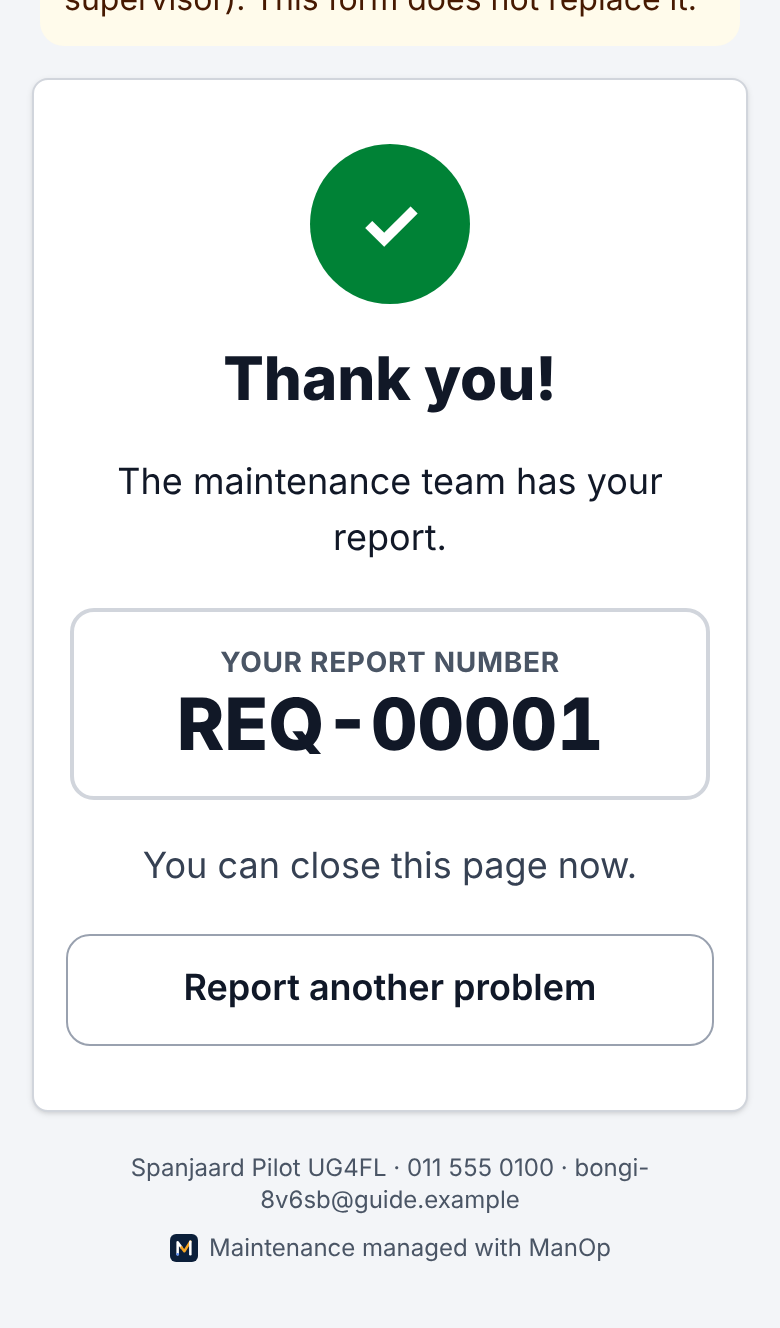 supervisor). This form does not replace it.
Thank you!
The maintenance team has your
report.
YOUR REPORT NUMBER
REQ-00001
You can close this page now.
Report another problem
Spanjaard Pilot UG4FL · 011 555 0100 · bongi-
8v6sb@guide.example
M Maintenance managed with ManOp